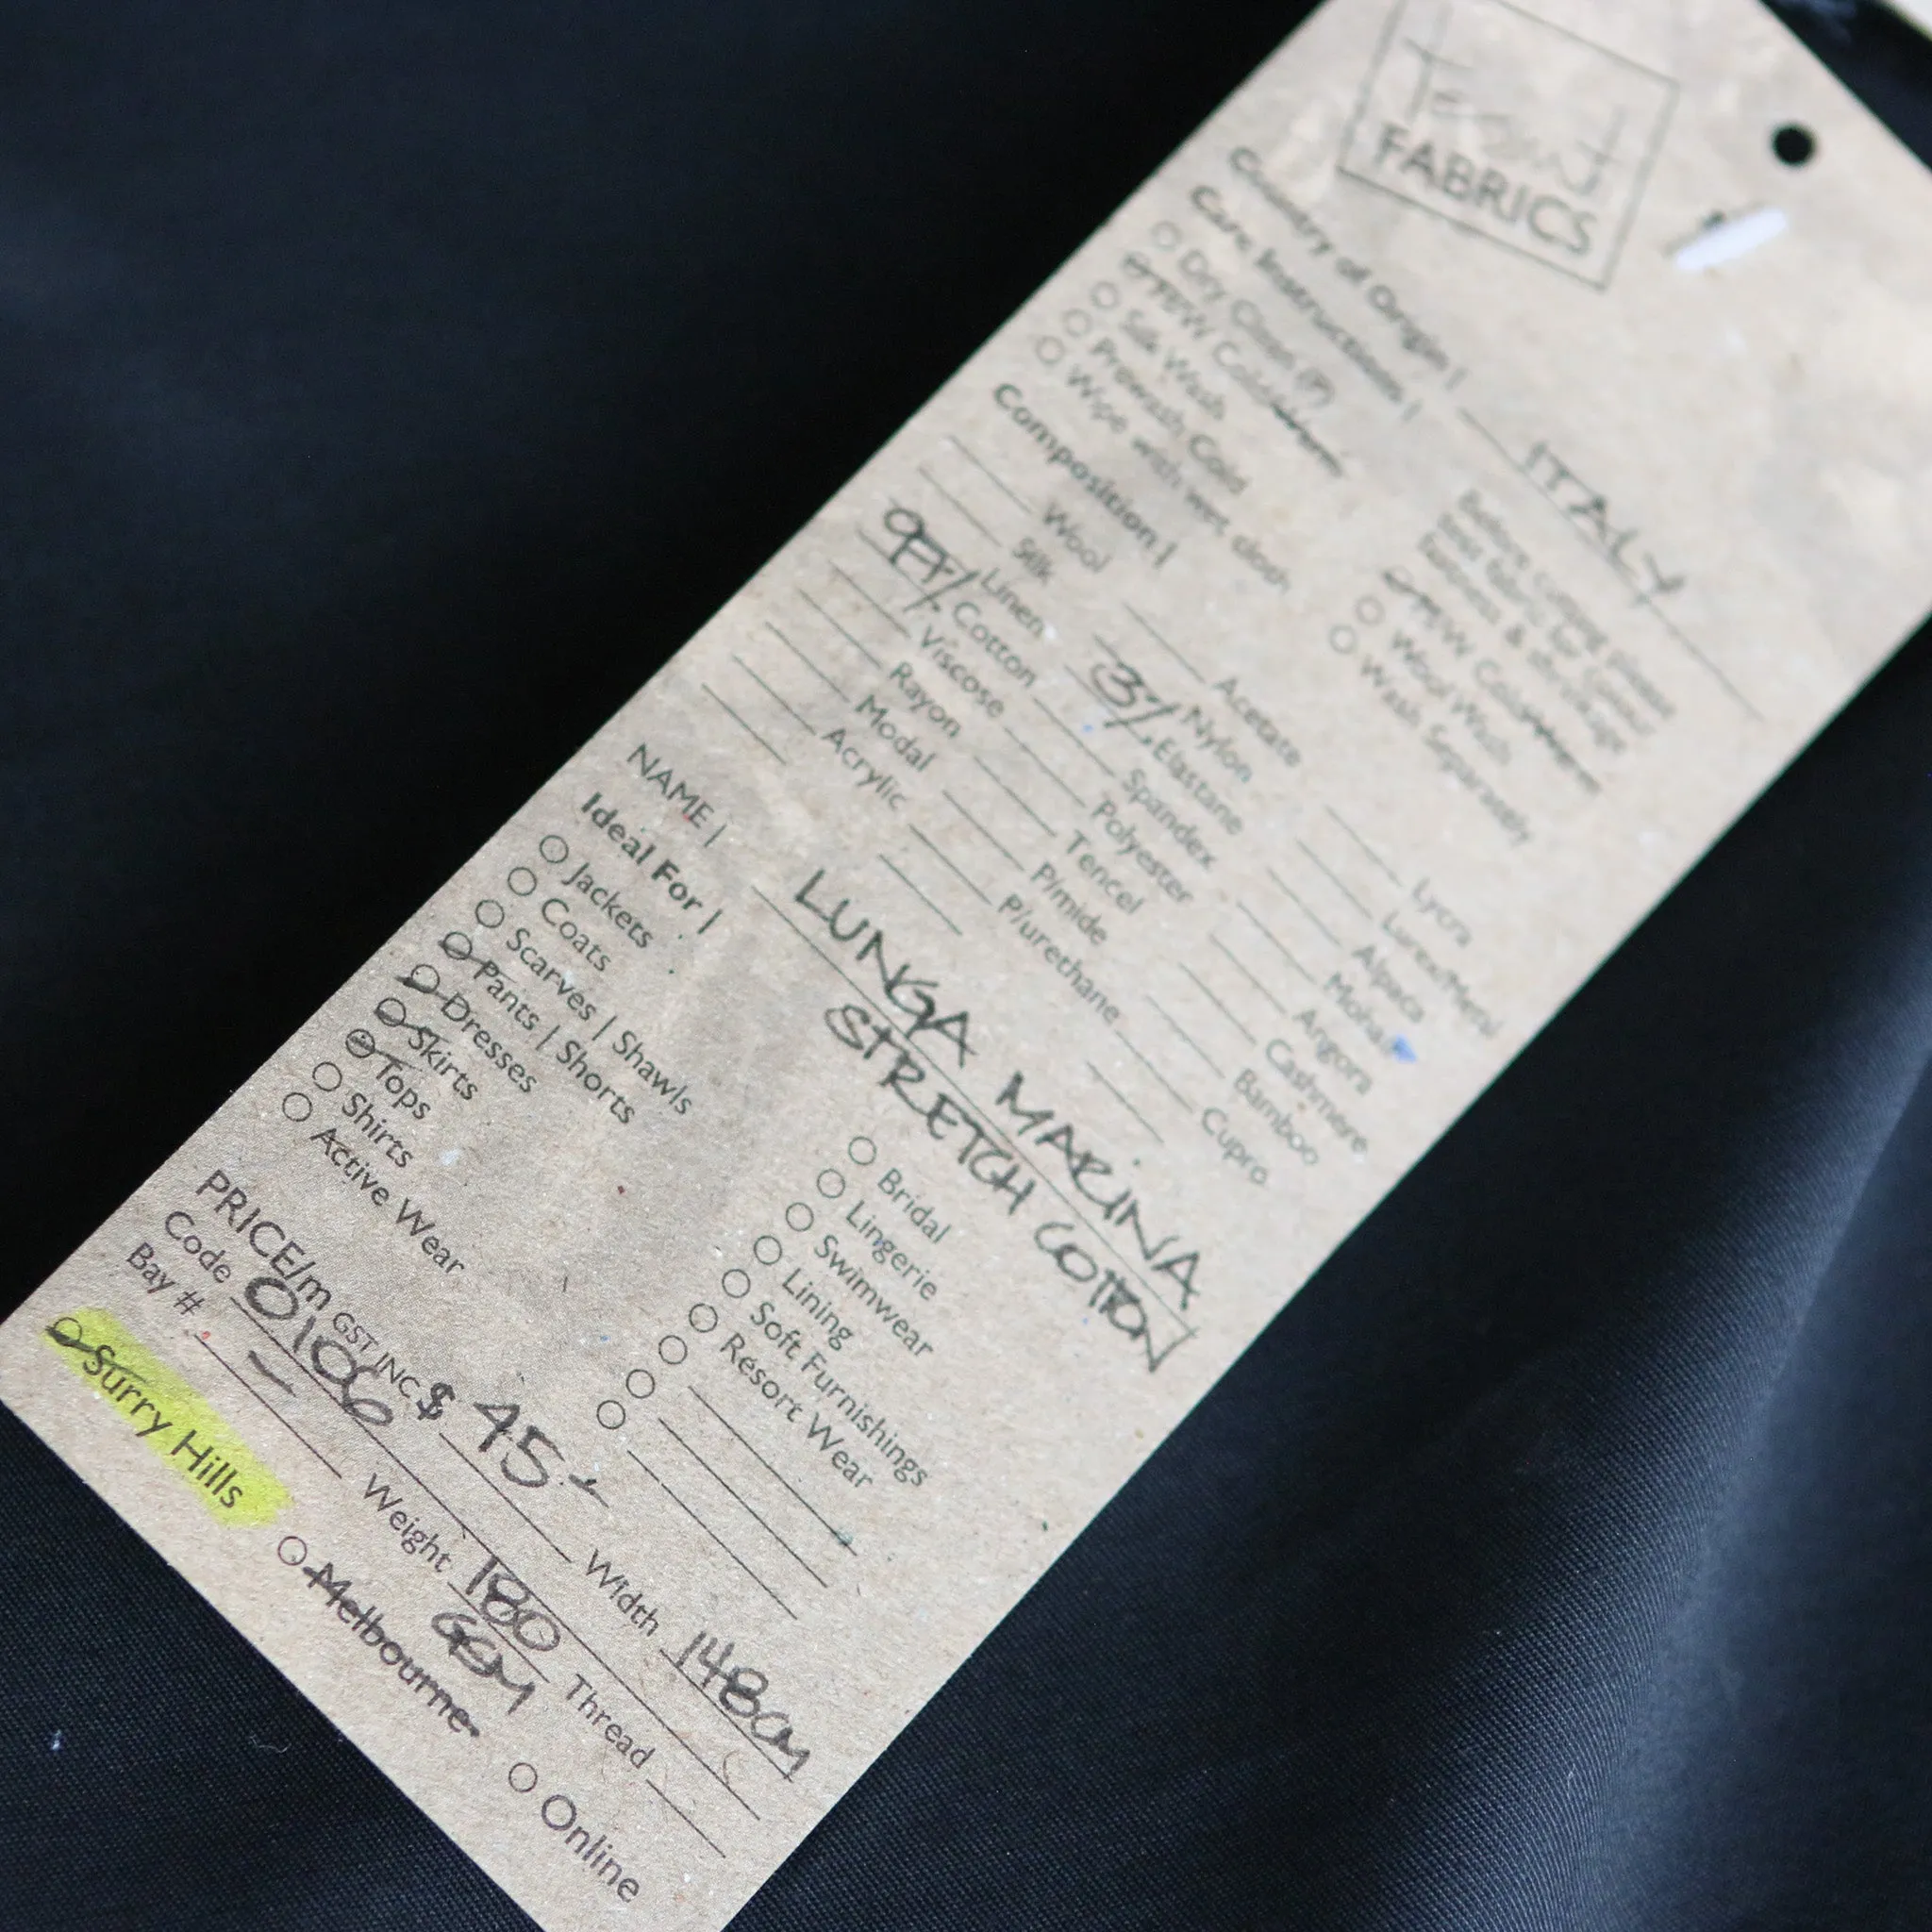 FABRICS
Country of Origin | ITALY
Care Instructions |
Dry Clean (P)
Before cutting please
test fabric for colour
fastness & shrinkage
Silk Wash
Wool Wash
Prewash Cold
Wash Separately
Wipe with wet cloth
Composition |
Wool Acetate Lycra
Silk Nylon Lurex/Metal
Linen 3% Elastane Alpaca
Cotton Spandex Mohair
Viscose Polyester Angora
Rayon Tencel Cashmere
Modal P/mide Bamboo
Acrylic P/urethane Cupro
NAME | LUNGA MARINA
STRETCH COTTON
Ideal For |
Jackets Bridal
Coats Lingerie
Scarves | Shawls Swimwear
Pants | Shorts Lining
Dresses Soft Furnishings
Skirts Resort Wear
Tops
Shirts
Active Wear
PRICE/m GST INC $ 45.- Width 148cm
Code 0106 Weight 180 Thread
GSM
Bay # -
Surry Hills Melbourne Online